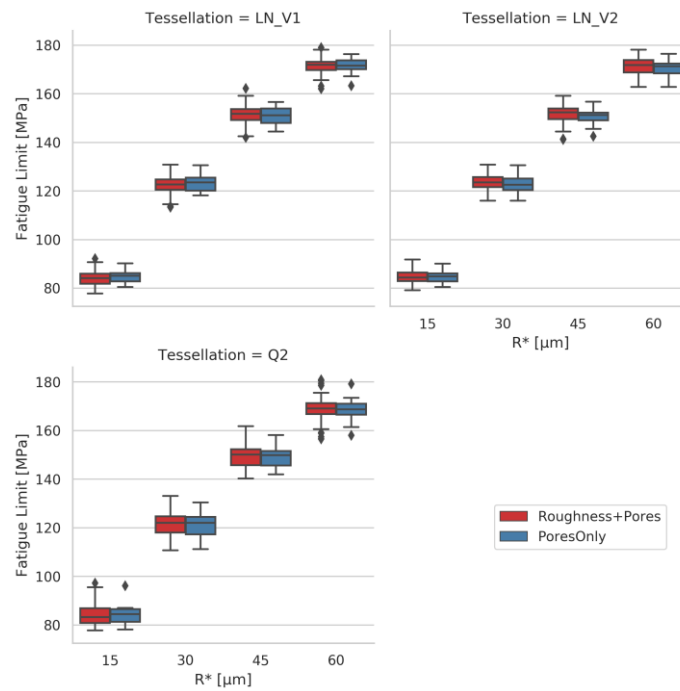 Tessellation = LN_V1
Tessellation = LN_V2
180
160
140
120
100
80
Fatigue Limit [MPa]
15
30
45
60
R* [μm]
Tessellation = Q2
180
160
140
120
100
80
Fatigue Limit [MPa]
15
30
45
60
R* [μm]
Roughness+Pores
PoresOnly